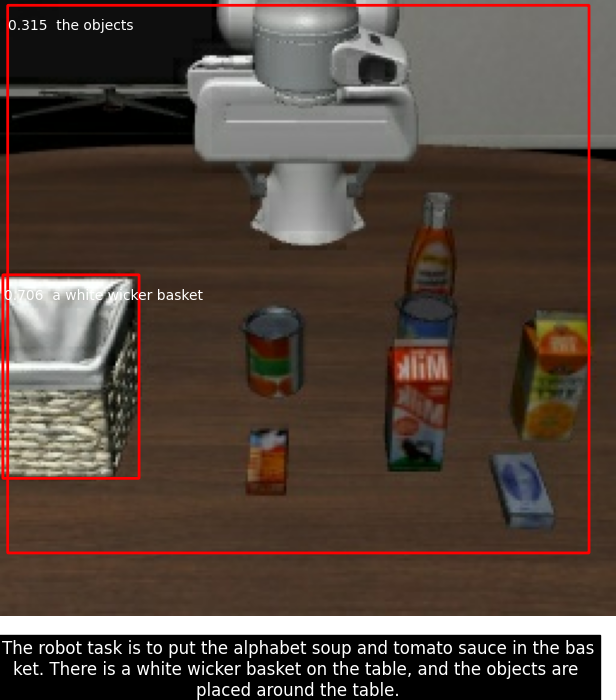 0.315 the objects
0.706 a white wicker basket
Milk
Milk
The robot task is to put the alphabet soup and tomato sauce in the bas
ket. There is a white wicker basket on the table, and the objects are
placed around the table.